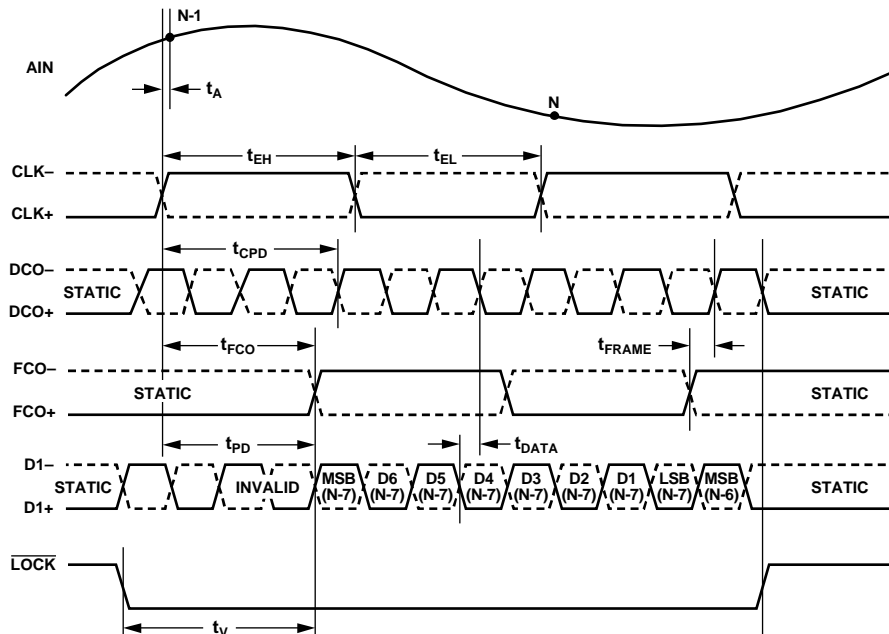 N-1
AIN
tA
N
tEH
tEL
CLK–
CLK+
tCPD
DCO–
STATIC
STATIC
DCO+
tFCO
tFRAME
FCO–
STATIC
STATIC
FCO+
tPD
tDATA
D1–
STATIC
INVALID
MSB (N-7)
D6 (N-7)
D5 (N-7)
D4 (N-7)
D3 (N-7)
D2 (N-7)
D1 (N-7)
LSB (N-7)
MSB (N-6)
STATIC
D1+
LOCK
tV